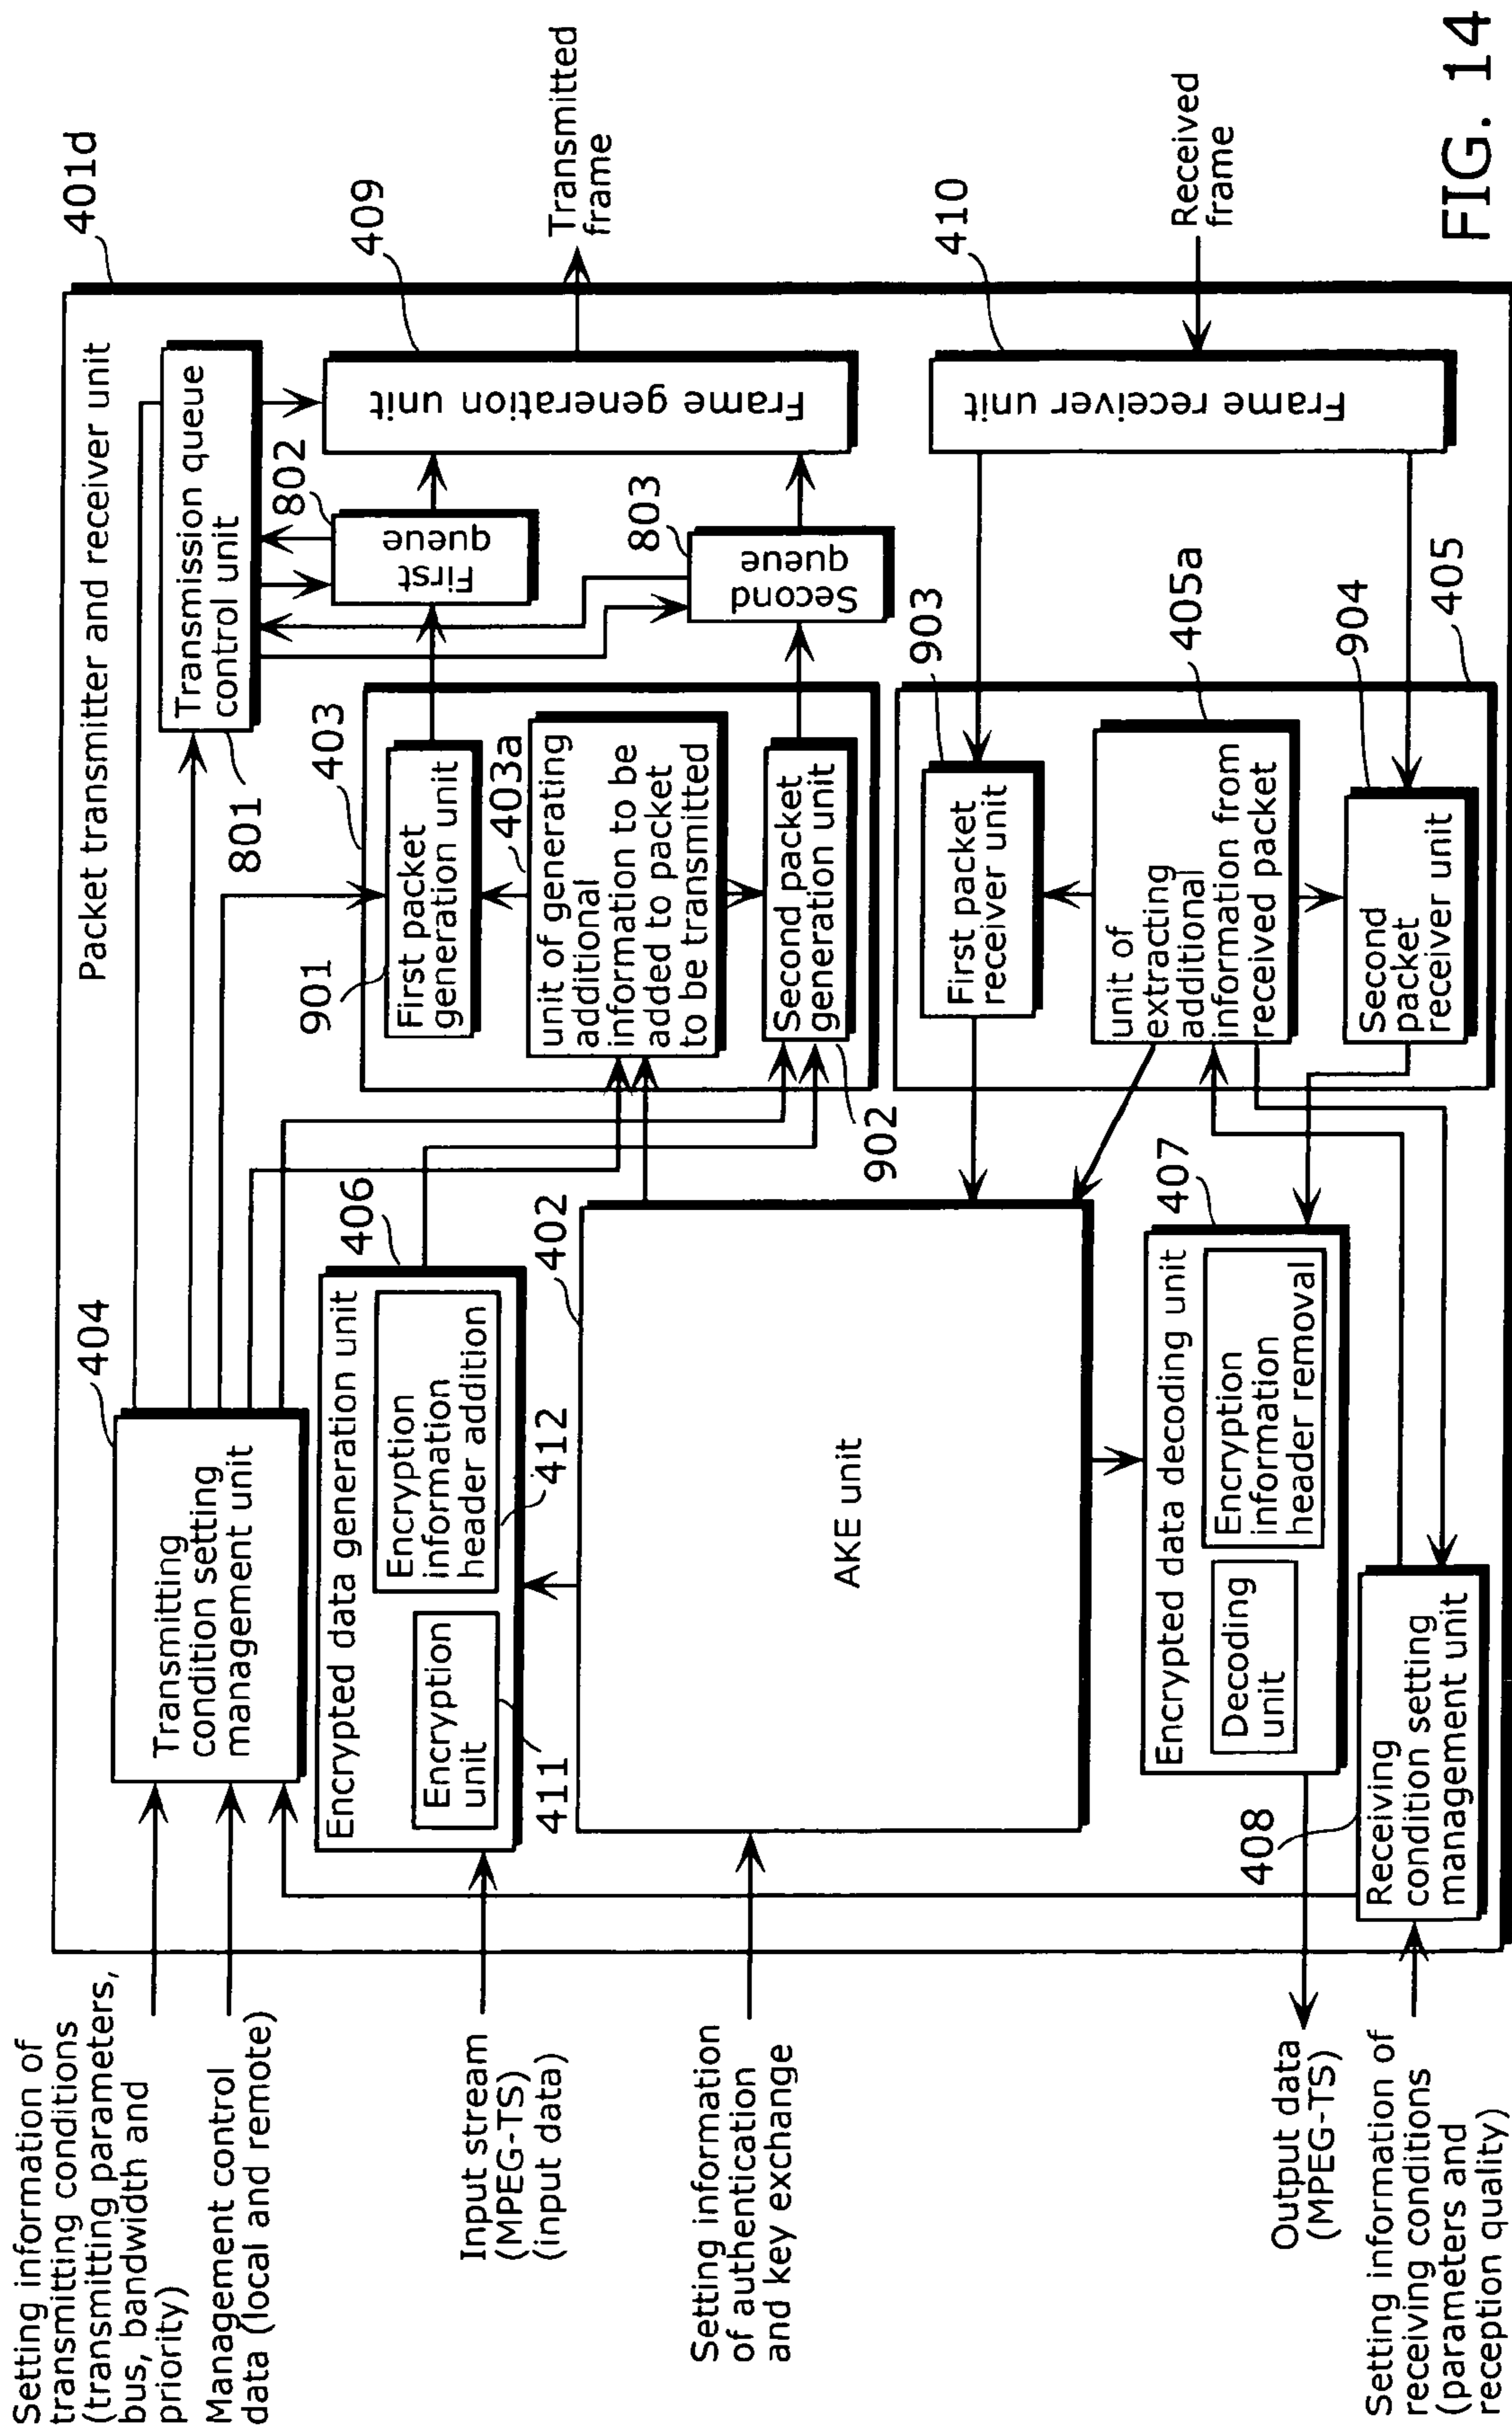 Setting information of
transmitting conditions
(transmitting parameters,
bus, bandwidth and
priority)
Management control
data (local and remote)
Input stream
(MPEG-TS)
(input data)
Setting information
of authentication
and key exchange
Output data
(MPEG-TS)
Setting information of
receiving conditions
(parameters and
reception quality)
Packet transmitter and receiver unit
401d
404
Transmitting
condition setting
management unit
406
Encrypted data generation unit
Encryption
unit
411
Encryption
information
header addition
412
402
AKE unit
407
Encrypted data decoding unit
Decoding
unit
Encryption
information
header removal
408
Receiving
condition setting
management unit
801
Transmission queue
control unit
403
901
First packet
generation unit
403a
unit of generating
additional
information to be
added to packet
to be transmitted
Second packet
generation unit
902
802
First
queue
803
Second
queue
409
Frame generation unit
Transmitted
frame
903
First packet
receiver unit
405a
unit of
extracting
additional
information from
received packet
904
Second
packet
receiver unit
405
410
Frame receiver unit
Received
frame
FIG. 14